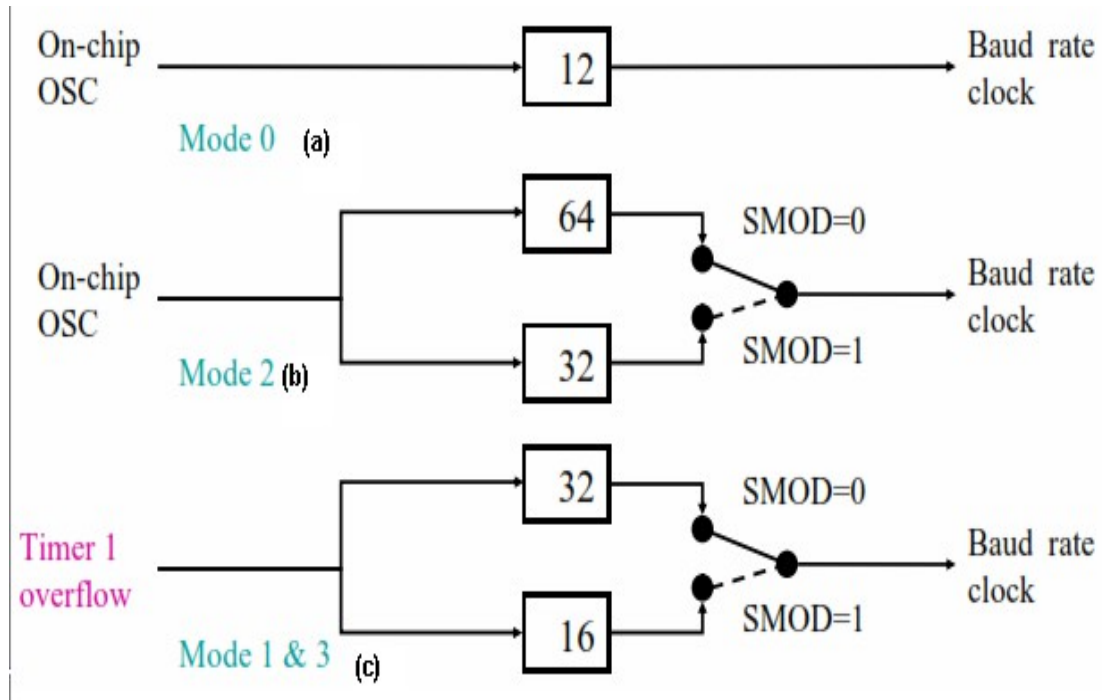 On-chip
OSC
12
Baud rate
clock
Mode 0 (a)
On-chip
OSC
64
SMOD=0
Baud rate
clock
32
SMOD=1
Mode 2 (b)
Timer 1
overflow
32
SMOD=0
Baud rate
clock
16
SMOD=1
Mode 1 & 3 (c)